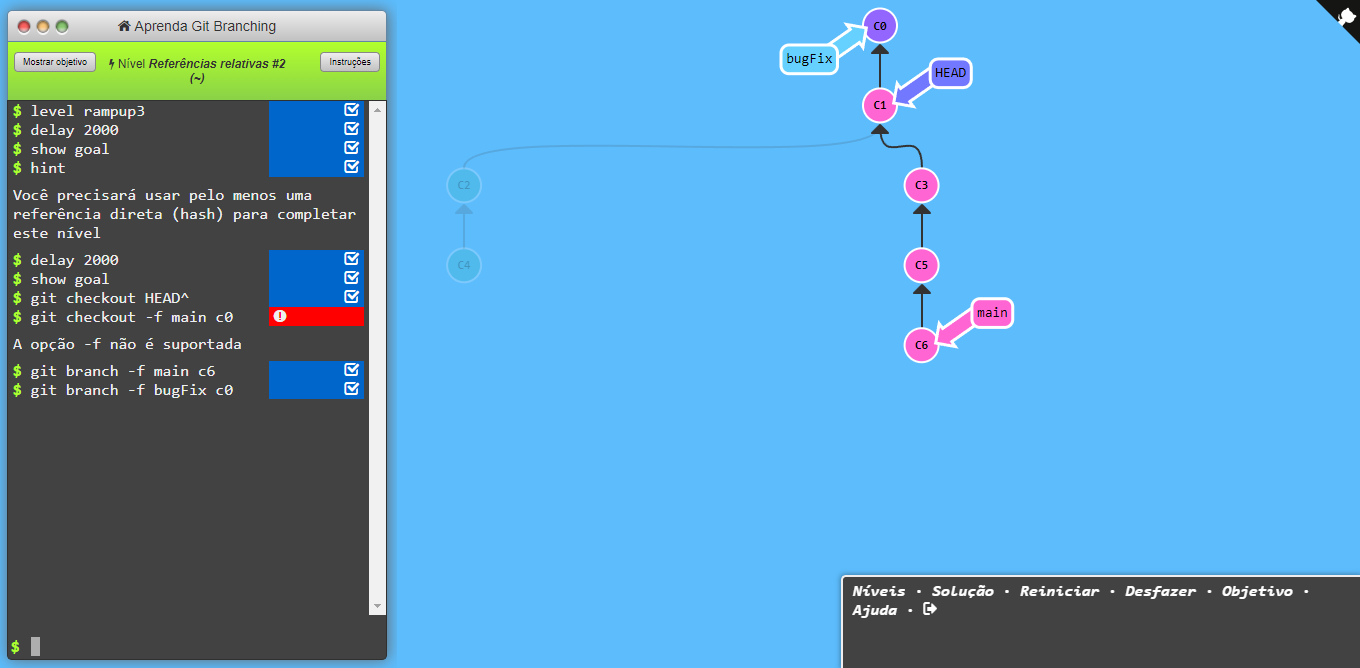 Aprenda Git Branching
Mostrar objetivo
Nível Referências relativas #2
(~)
Instruções
$ level rampup3
$ delay 2000
$ show goal
$ hint
Você precisará usar pelo menos uma
referência direta (hash) para completar
este nível
$ delay 2000
$ show goal
$ git checkout HEAD^
$ git checkout -f main c0
A opção -f não é suportada
$ git branch -f main c6
$ git branch -f bugFix c0
$
C0
bugFix
HEAD
C1
C2
C3
C4
C5
main
C6
Níveis · Solução · Reiniciar · Desfazer · Objetivo ·
Ajuda ·